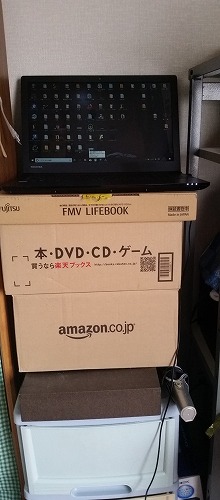 FUJITSU
FMV LIFEBOOK
Made in JAPAN
本・DVD・CD・ゲーム
買うなら楽天ブックス
amazon.co.jp